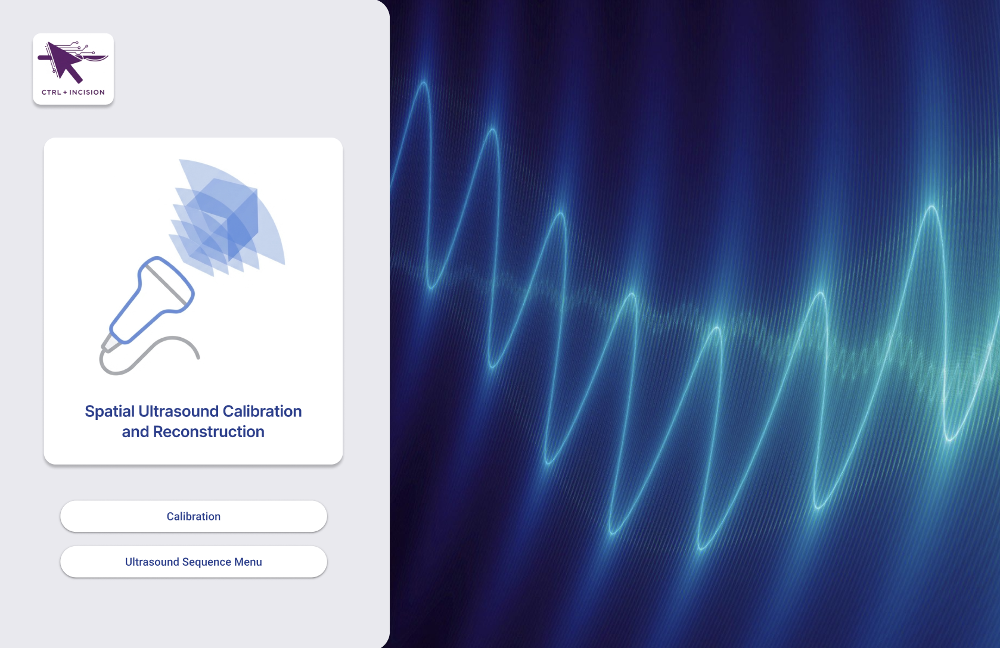 CTRL + INCISION
Spatial Ultrasound Calibration
and Reconstruction
Calibration
Ultrasound Sequence Menu